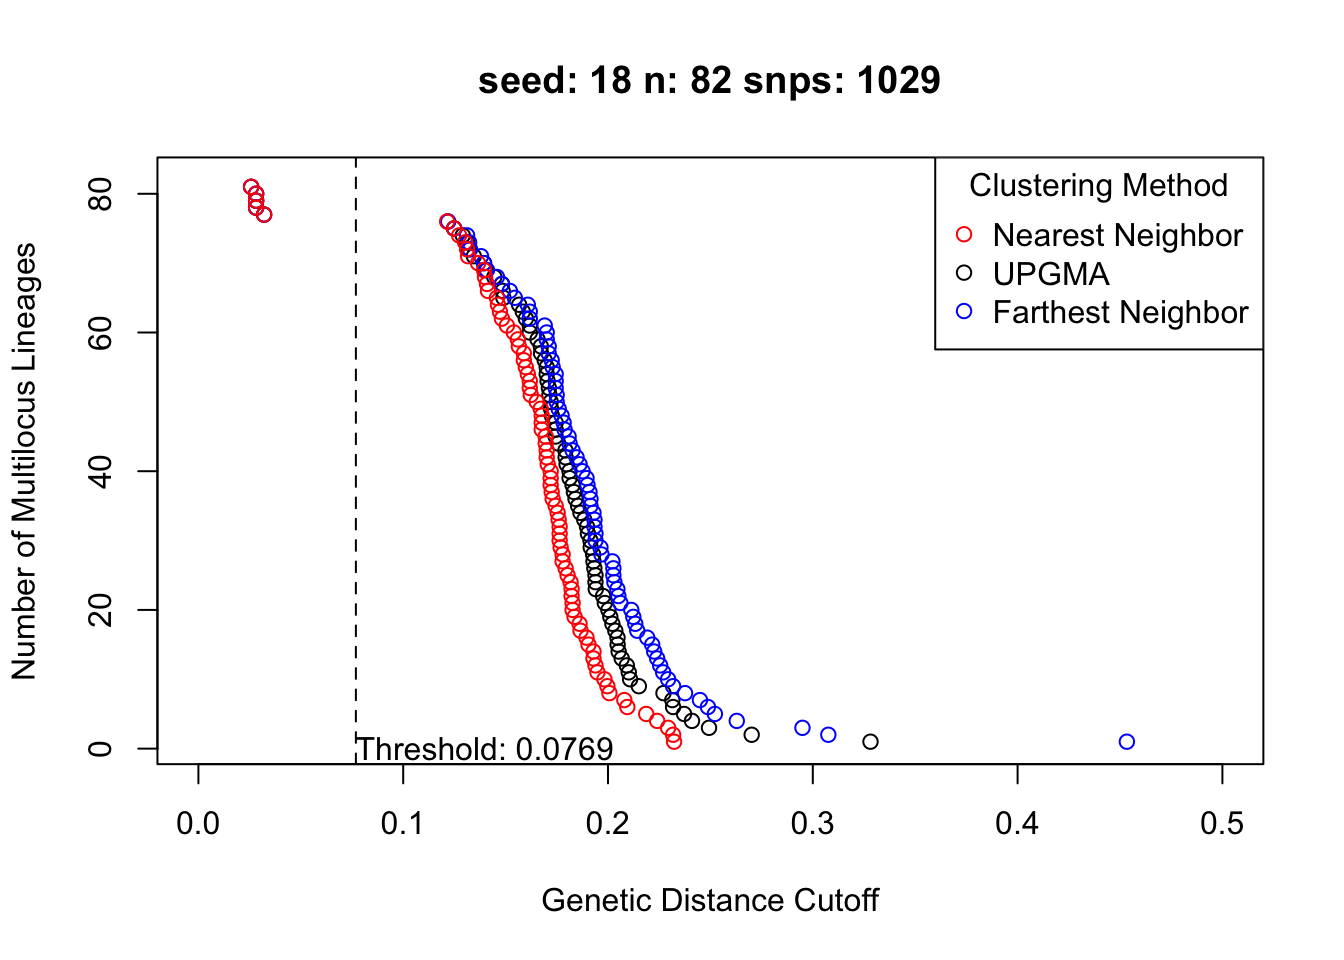 seed: 18 n: 82 snps: 1029
Number of Multilocus Lineages
80
60
40
20
0
Clustering Method
Nearest Neighbor
UPGMA
Farthest Neighbor
Threshold: 0.0769
0.0 0.1 0.2 0.3 0.4 0.5
Genetic Distance Cutoff